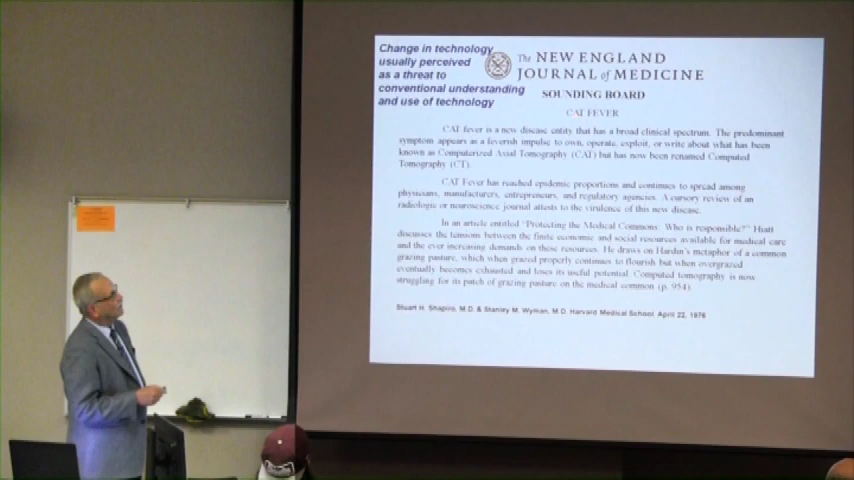 Change in technology
usually perceived
as a threat to
conventional understanding
and use of technology
The NEW ENGLAND
JOURNAL of MEDICINE
SOUNDING BOARD
CAT FEVER
CAT fever is a new disease entity that has a broad clinical spectrum. The predominant
symptom appears as a feverish impulse to own, operate, exploit, or write about what has been
known as Computerized Axial Tomography (CAT) but has now been renamed Computed
Tomography (CT).
CAT Fever has reached epidemic proportions and continues to spread among
physicians, manufacturers, entrepreneurs, and regulatory agencies. A cursory review of an
radiologic or neuroscience journal attests to the virulence of this new disease.
In an article entitled "Protecting the Medical Commons: Who is responsible?" Hiatt
discusses the tensions between the finite economic and social resources available for medical care
and the ever increasing demands on these resources. He draws on Hardin's metaphor of a common
grazing pasture, which when grazed properly continues to flourish but when overgrazed
eventually becomes exhausted and loses its useful potential. Computed tomography is now
struggling for its patch of grazing pasture on the medical common (p. 954).
Stuart H. Shapiro, M.D. & Stanley M. Wyman, M.D. Harvard Medical School. April 22, 1976